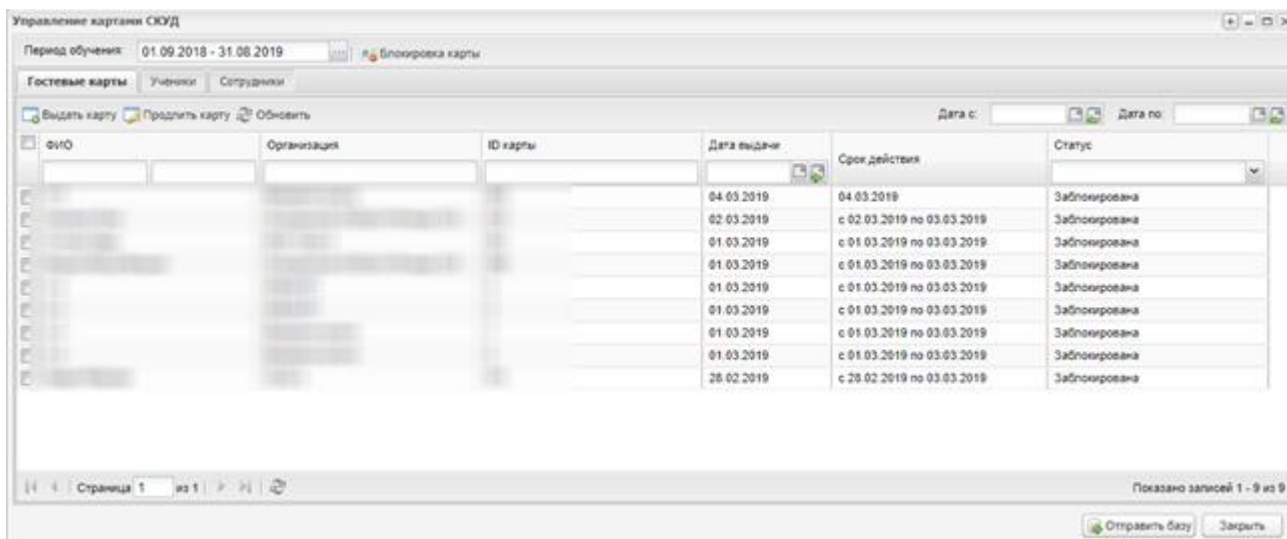 Управление картами СКУД
Период обучения: 01.09.2018 - 31.08.2019 Блокировка карты
Гостевые карты Ученики Сотрудники
Выдать карту Продлить карту Обновить Дата с: Дата по:
ФИО Организация ID карты Дата выдачи Срок действия Статус
04.03.2019 04.03.2019 Заблокирована
02.03.2019 с 02.03.2019 по 03.03.2019 Заблокирована
01.03.2019 с 01.03.2019 по 03.03.2019 Заблокирована
01.03.2019 с 01.03.2019 по 03.03.2019 Заблокирована
01.03.2019 с 01.03.2019 по 03.03.2019 Заблокирована
01.03.2019 с 01.03.2019 по 03.03.2019 Заблокирована
01.03.2019 с 01.03.2019 по 03.03.2019 Заблокирована
01.03.2019 с 01.03.2019 по 03.03.2019 Заблокирована
28.02.2019 с 28.02.2019 по 03.03.2019 Заблокирована
Страница 1 из 1 Показано записей 1 - 9 из 9
Отправить базу Закрыть